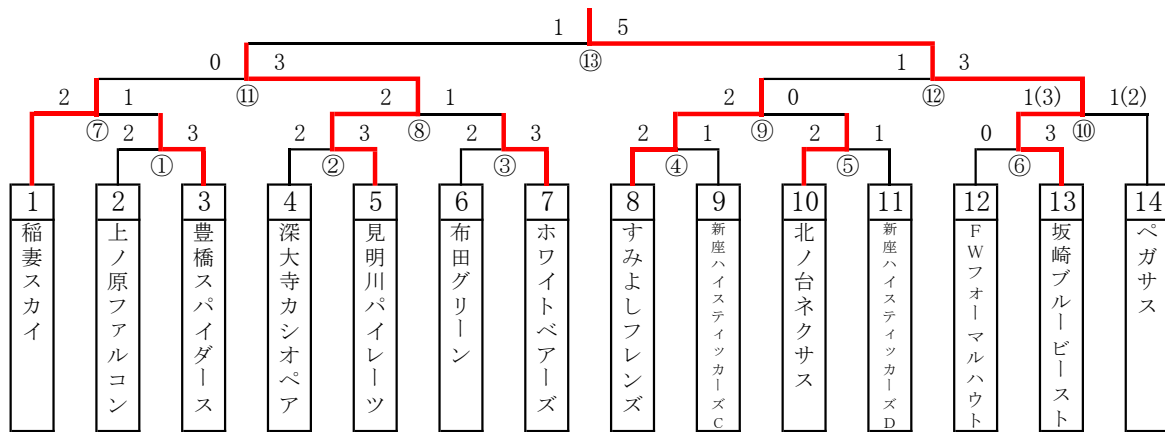 1 5
⑬
0 3 1 3
⑪ ⑫
2 1 2 1 2 0 1(3) 1(2)
⑦ ⑧ ⑨ ⑩
2 3 2 3 2 3 2 1 2 1 0 3
① ② ③ ④ ⑤ ⑥
1 2 3 4 5 6 7 8 9 10 11 12 13 14
稲妻スカイ
上ノ原ファルコン
豊橋スパイダース
深大寺カシオペア
見明川パイレーツ
布田グリーン
ホワイトベアーズ
すみよしフレンズ
新座ハイスティッカーズC
北ノ台ネクサス
新座ハイスティッカーズD
FWフォーマルハウト
坂崎ブルービースト
ペガサス